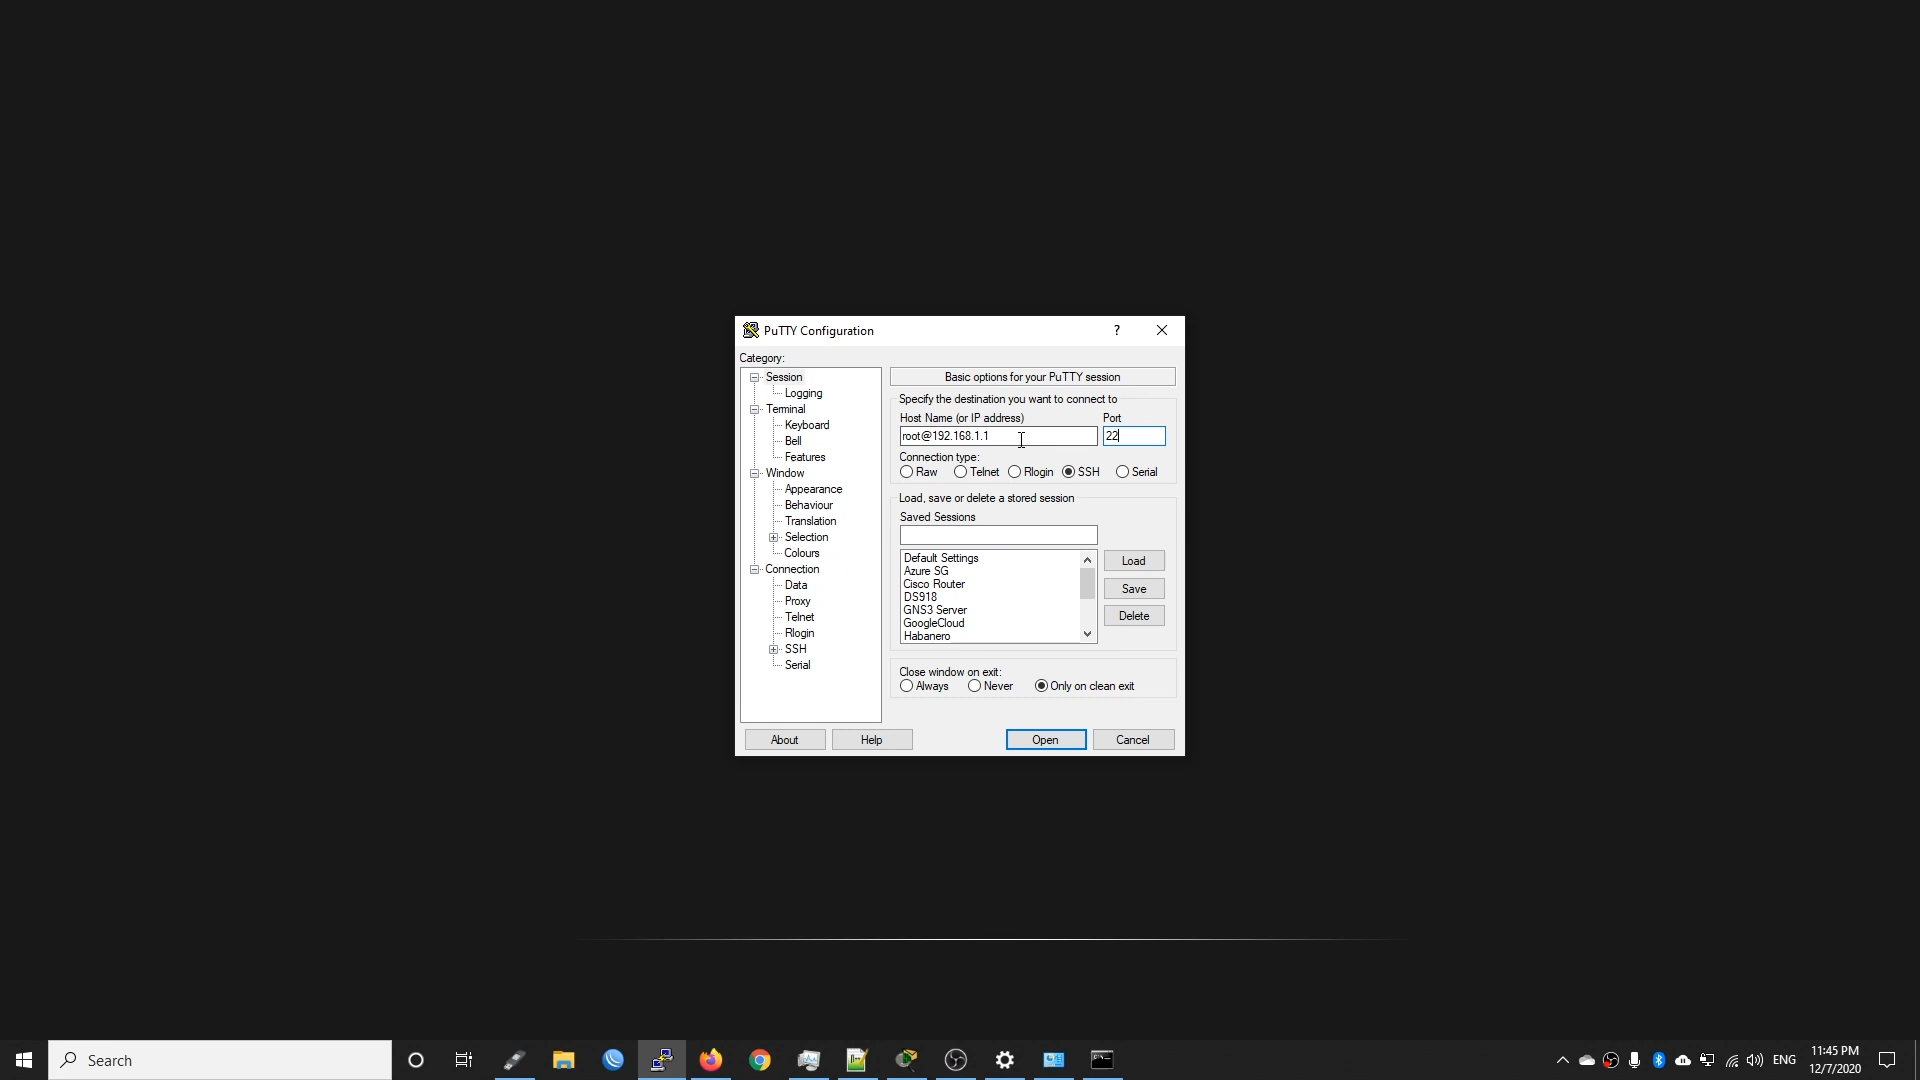 PuTTY Configuration
?
Category:
Session
Logging
Terminal
Keyboard
Bell
Features
Window
Appearance
Behaviour
Translation
Selection
Colours
Connection
Data
Proxy
Telnet
Rlogin
SSH
Serial
Basic options for your PuTTY session
Specify the destination you want to connect to
Host Name (or IP address) Port
root@192.168.1.1 22
Connection type:
Raw Telnet Rlogin SSH Serial
Load, save or delete a stored session
Saved Sessions
Default Settings
Azure SG
Cisco Router
DS918
GNS3 Server
GoogleCloud
Habanero
Load
Save
Delete
Close window on exit:
Always Never Only on clean exit
About Help Open Cancel
Search
ENG
11:45 PM
12/7/2020